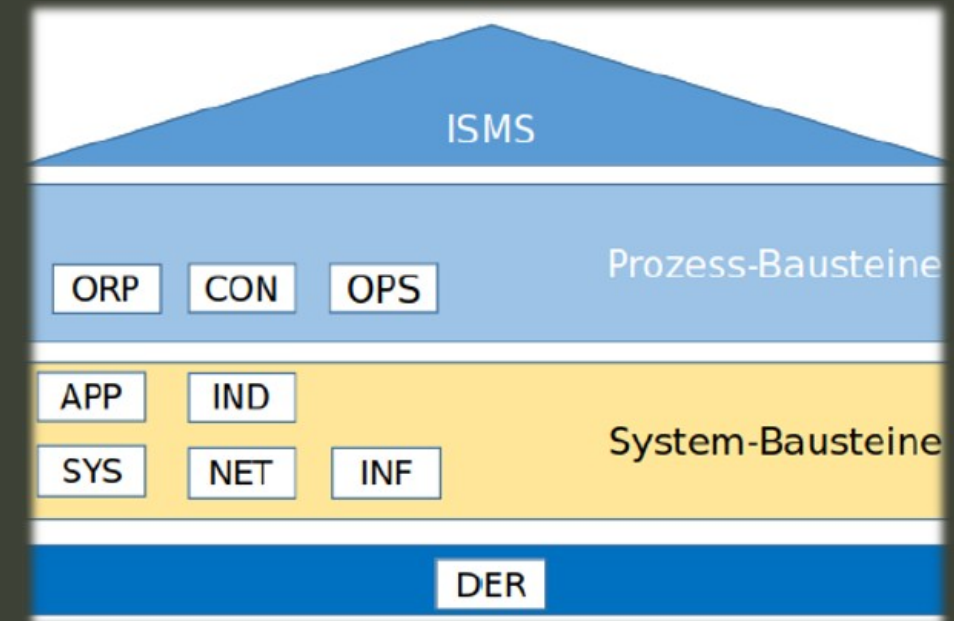 ISMS
Prozess-Bausteine
ORP CON OPS
APP IND
System-Bausteine
SYS NET INF
DER